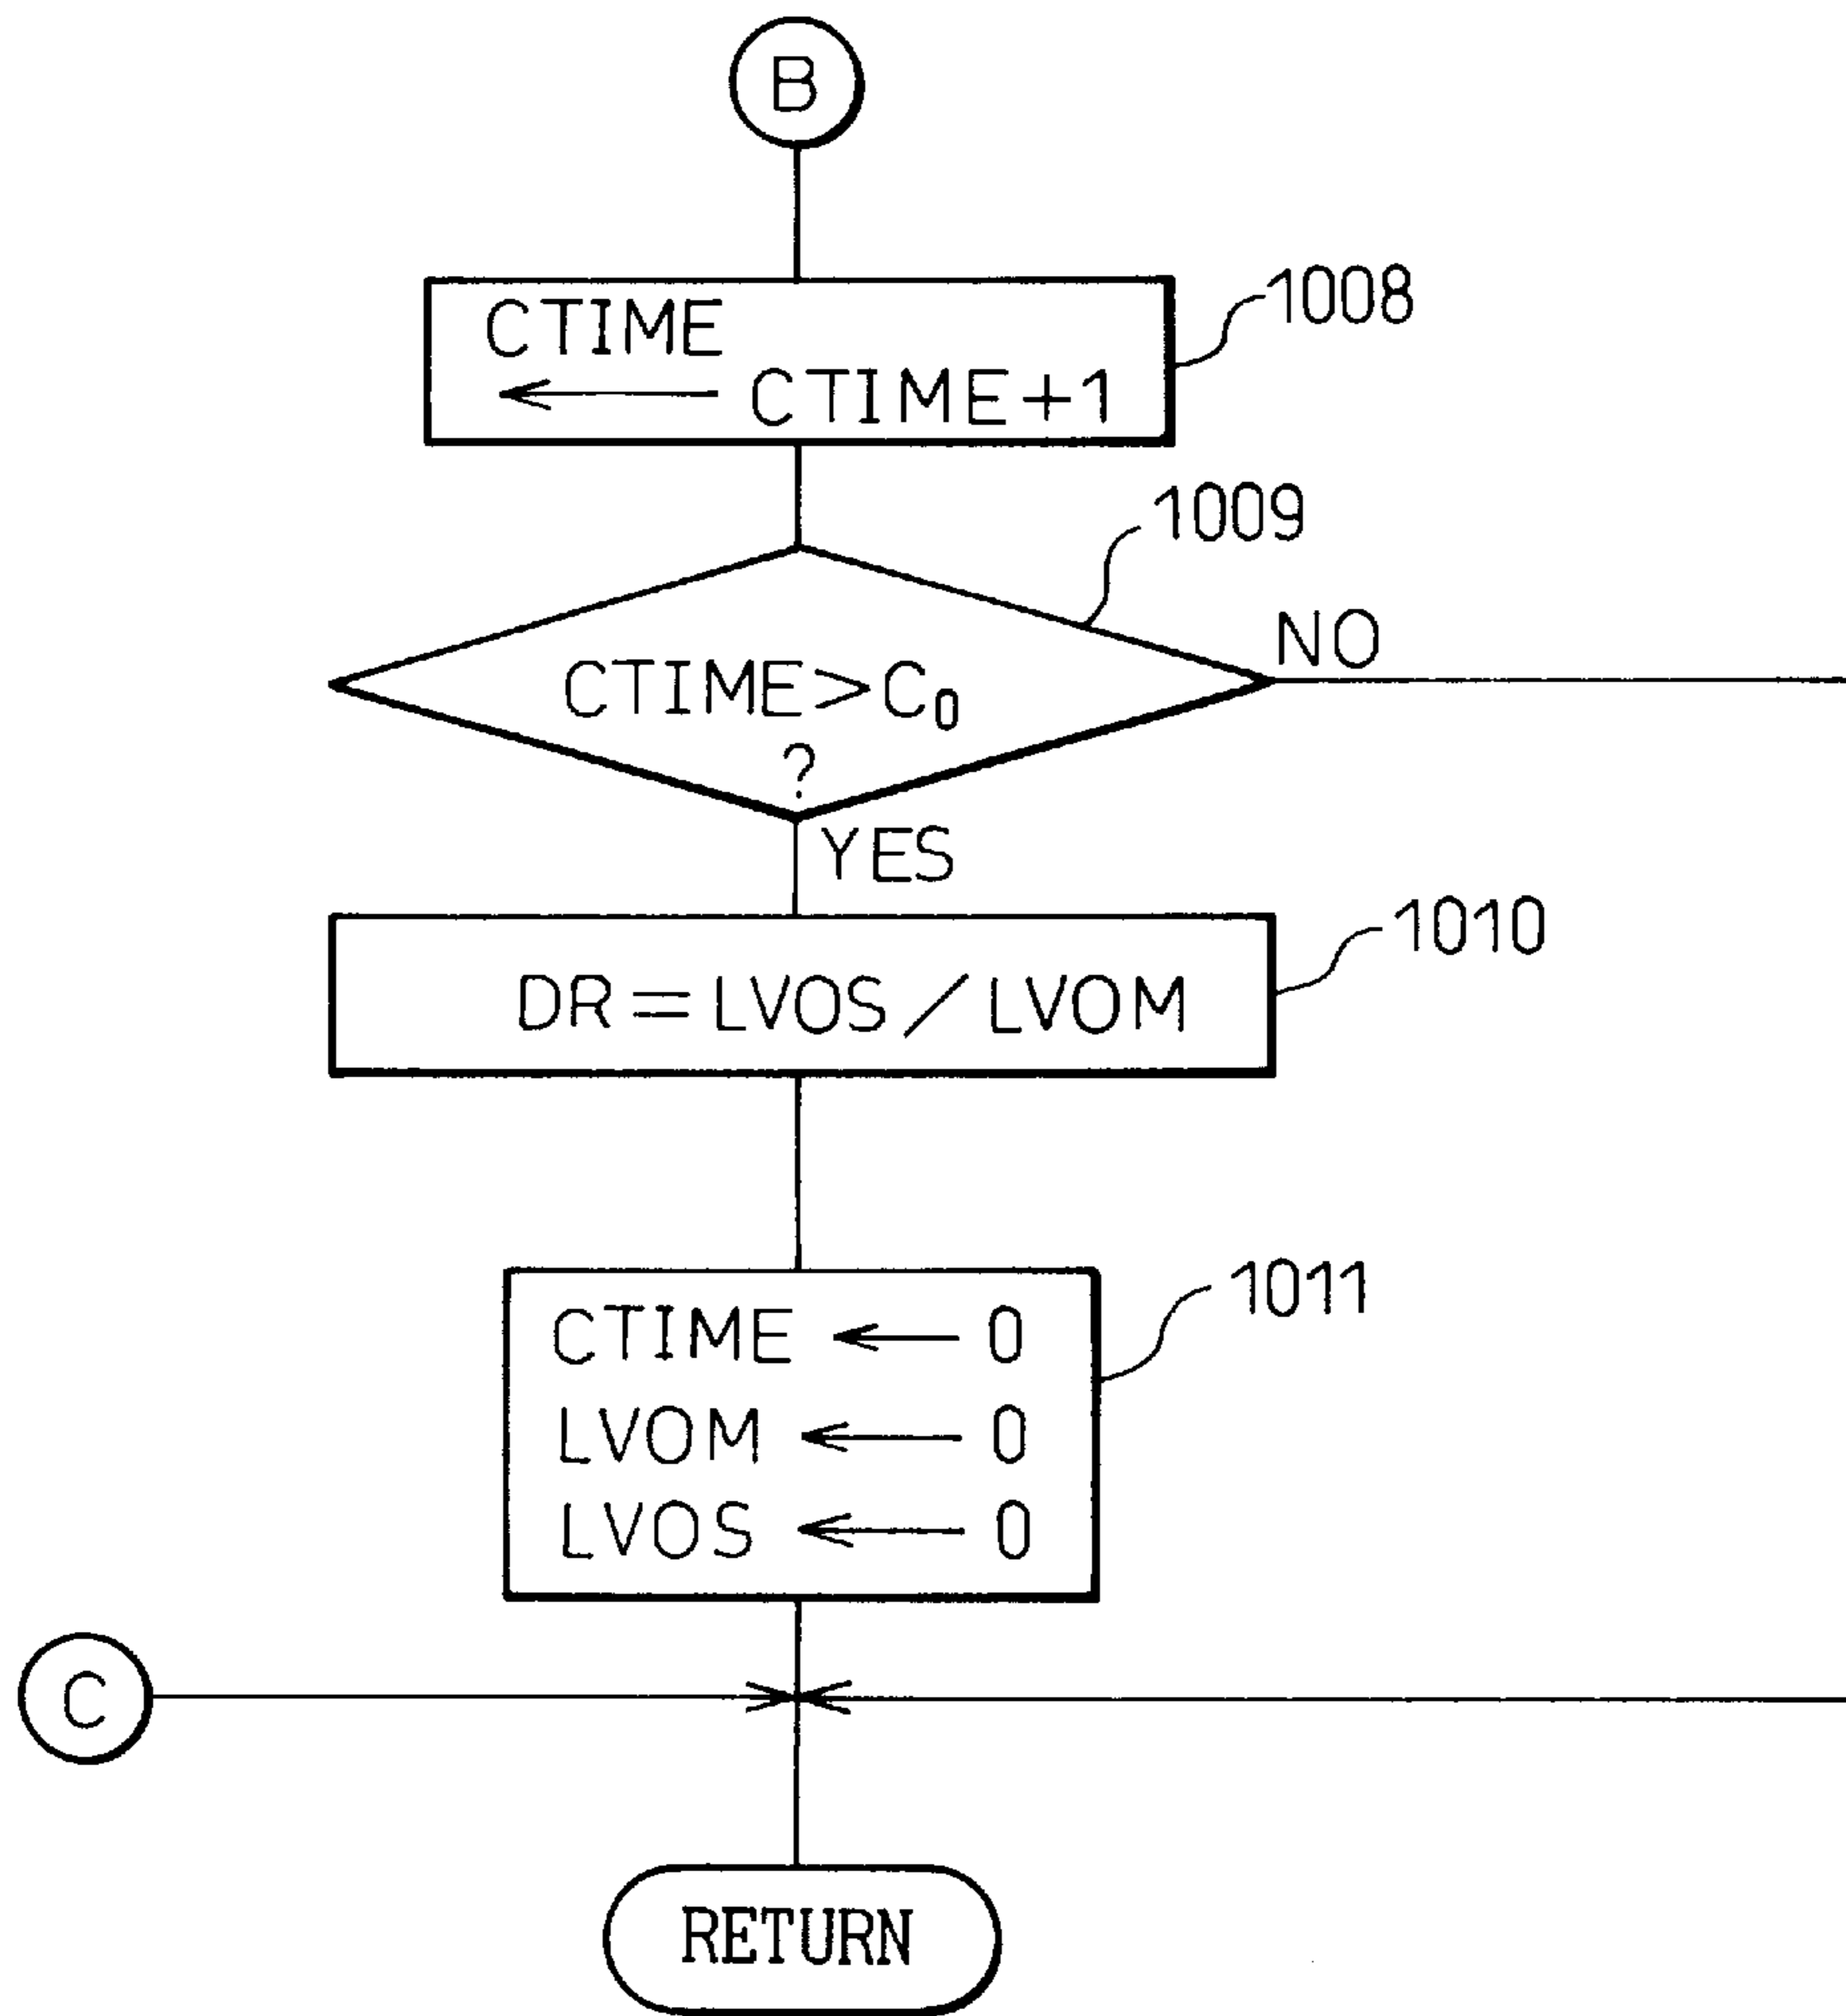 B
CTIME
← CTIME+1
1008
1009
CTIME>C₀
?
NO
YES
DR=LVOS/LVOM
1010
CTIME ← 0
LVOM ← 0
LVOS ← 0
1011
C
RETURN